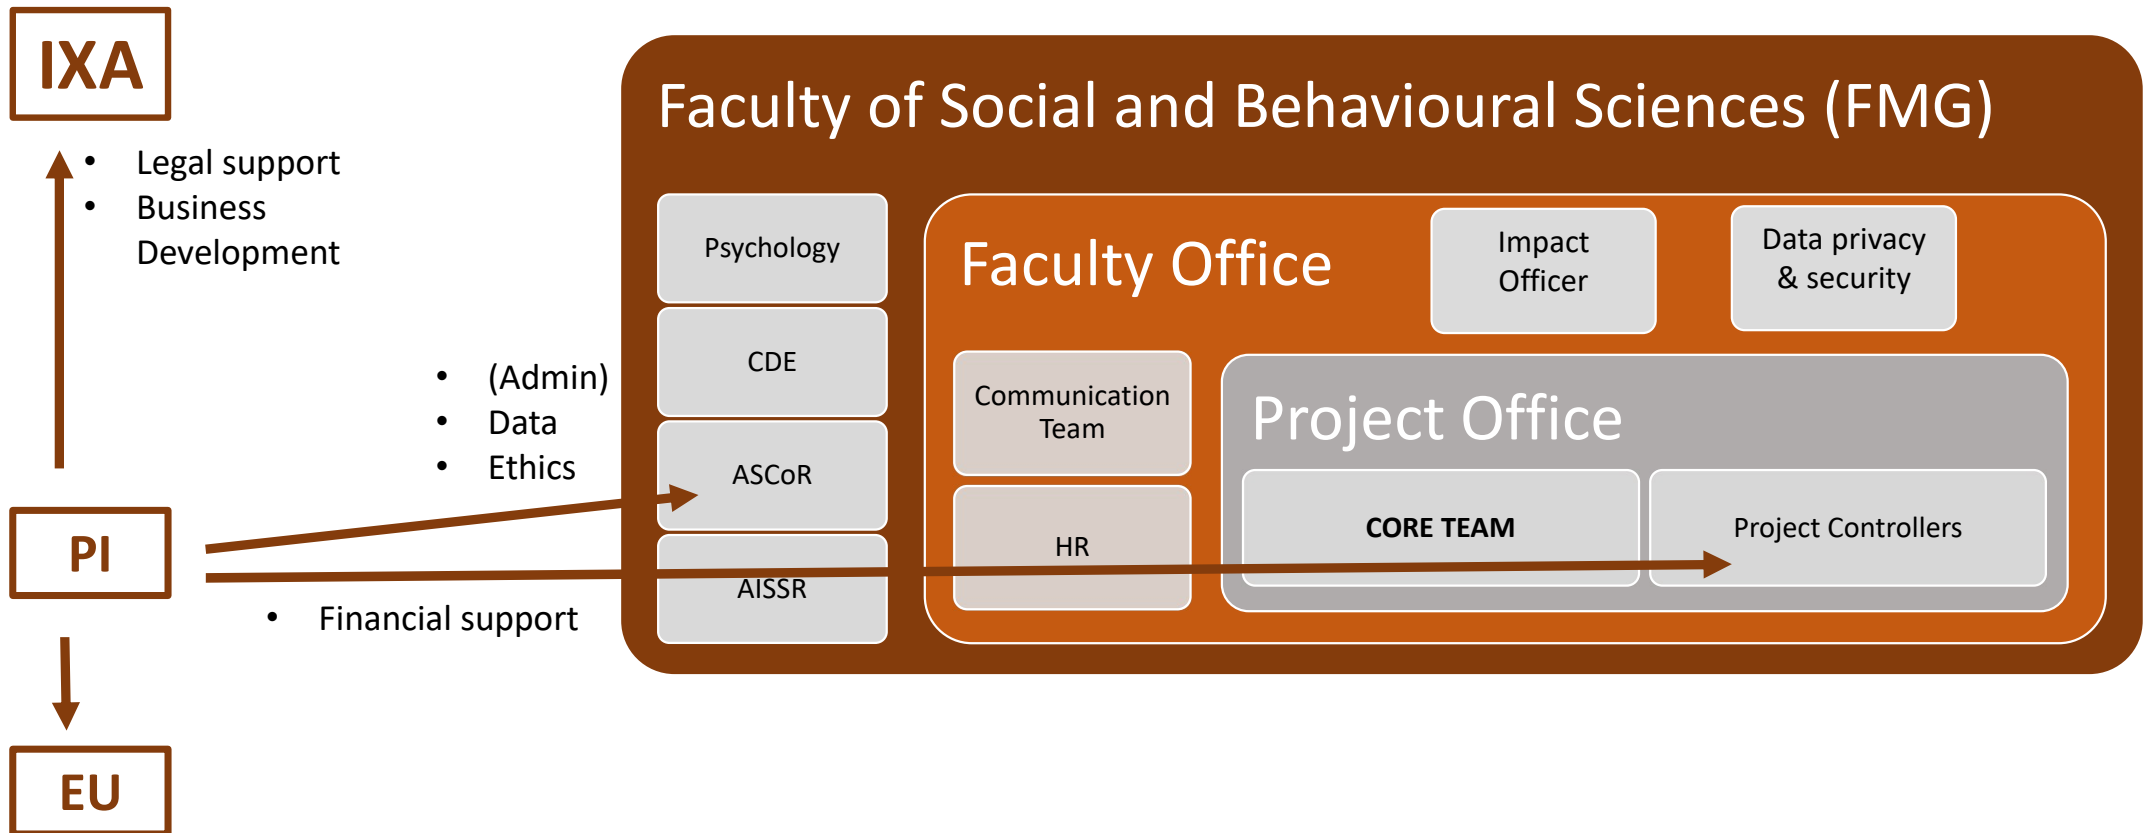 IXA
• Legal support
• Business
Development
Faculty of Social and Behavioural Sciences (FMG)
Psychology
CDE
ASCoR
AISSR
Faculty Office
Impact
Officer
Data privacy
& security
Communication
Team
HR
Project Office
CORE TEAM
Project Controllers
• (Admin)
• Data
• Ethics
PI
• Financial support
EU